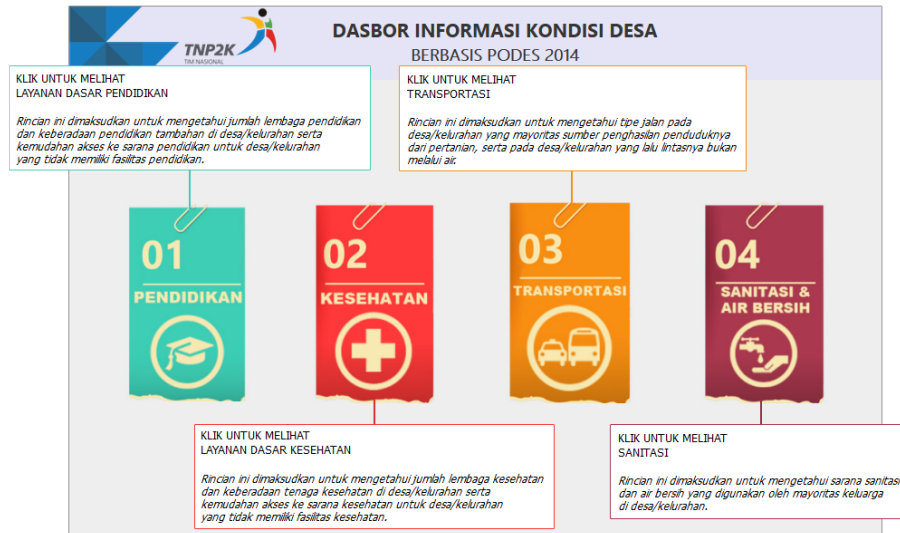 TNP2K
TIM NASIONAL
DASBOR INFORMASI KONDISI DESA
BERBASIS PODES 2014
KLIK UNTUK MELIHAT
LAYANAN DASAR PENDIDIKAN
Rincian ini dimaksudkan untuk mengetahui jumlah lembaga pendidikan
dan keberadaan pendidikan tambahan di desa/kelurahan serta
kemudahan akses ke sarana pendidikan untuk desa/kelurahan
yang tidak memiliki fasilitas pendidikan.
KLIK UNTUK MELIHAT
TRANSPORTASI
Rincian ini dimaksudkan untuk mengetahui tipe jalan pada
desa/kelurahan yang mayoritas sumber penghasilan penduduknya
dari pertanian, serta pada desa/kelurahan yang lalu lintasnya bukan
melalui air.
01
PENDIDIKAN
02
KESEHATAN
03
TRANSPORTASI
04
SANITASI &
AIR BERSIH
KLIK UNTUK MELIHAT
LAYANAN DASAR KESEHATAN
Rincian ini dimaksudkan untuk mengetahui jumlah lembaga kesehatan
dan keberadaan tenaga kesehatan di desa/kelurahan serta
kemudahan akses ke sarana kesehatan untuk desa/kelurahan
yang tidak memiliki fasilitas kesehatan.
KLIK UNTUK MELIHAT
SANITASI
Rincian ini dimaksudkan untuk mengetahui sarana sanitasi
dan air bersih yang digunakan oleh mayoritas keluarga
di desa/kelurahan.